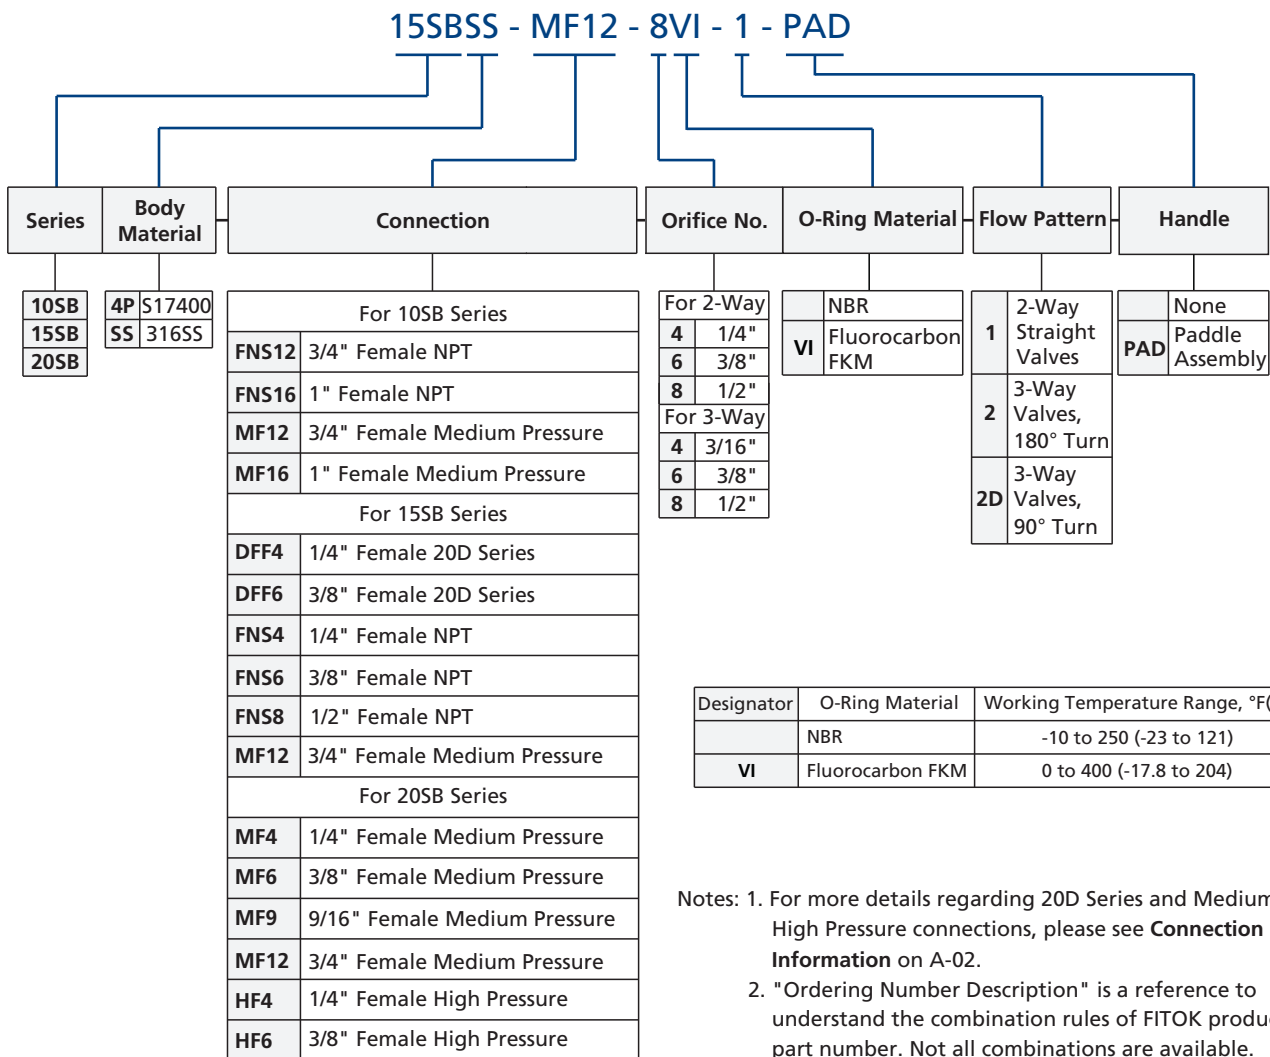 15SBSS - MF12 - 8VI - 1 - PAD
Series
Body
Material
Connection
Orifice No.
O-Ring Material
Flow Pattern
Handle
10SB
15SB
20SB
4P S17400
SS 316SS
For 10SB Series
FNS12 3/4" Female NPT
FNS16 1" Female NPT
MF12 3/4" Female Medium Pressure
MF16 1" Female Medium Pressure
For 15SB Series
DFF4 1/4" Female 20D Series
DFF6 3/8" Female 20D Series
FNS4 1/4" Female NPT
FNS6 3/8" Female NPT
FNS8 1/2" Female NPT
MF12 3/4" Female Medium Pressure
For 20SB Series
MF4 1/4" Female Medium Pressure
MF6 3/8" Female Medium Pressure
MF9 9/16" Female Medium Pressure
MF12 3/4" Female Medium Pressure
HF4 1/4" Female High Pressure
HF6 3/8" Female High Pressure
For 2-Way
4 1/4"
6 3/8"
8 1/2"
For 3-Way
4 3/16"
6 3/8"
8 1/2"
NBR
VI Fluorocarbon
FKM
1 2-Way
Straight
Valves
2 3-Way
Valves,
180° Turn
2D 3-Way
Valves,
90° Turn
None
PAD Paddle
Assembly
Designator O-Ring Material Working Temperature Range, °F(
NBR -10 to 250 (-23 to 121)
VI Fluorocarbon FKM 0 to 400 (-17.8 to 204)
Notes: 1. For more details regarding 20D Series and Medium
High Pressure connections, please see Connection
Information on A-02.
2. "Ordering Number Description" is a reference to
understand the combination rules of FITOK produc
part number. Not all combinations are available.